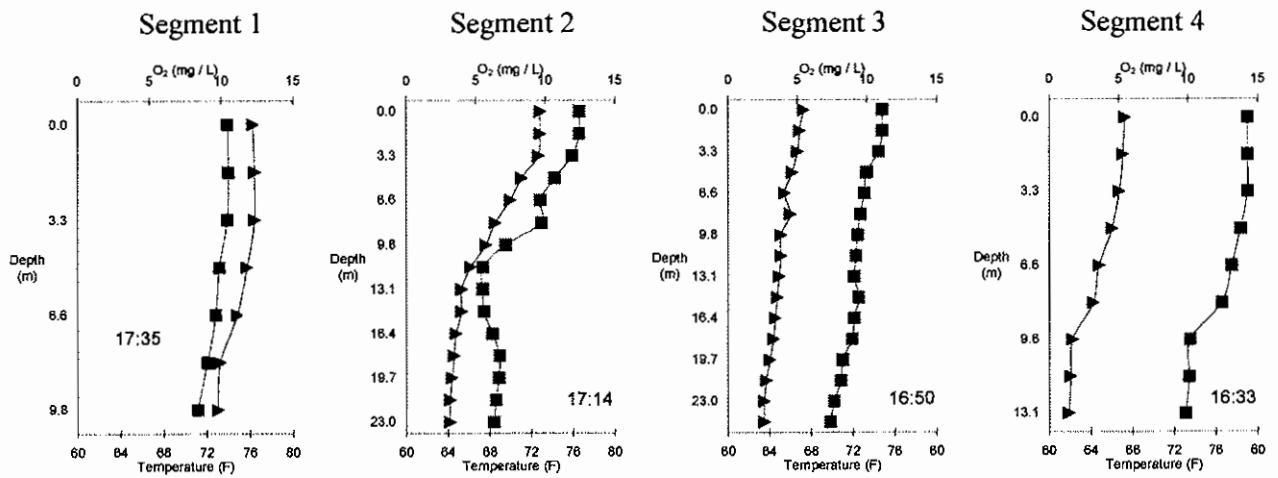 Segment 1
O₂ (mg / L)
0 5 10 15
0.0
3.3
Depth
(m)
6.6
17:35
9.8
60 64 68 72 76 80
Temperature (F)
Segment 2
O₂ (mg / L)
0 5 10 15
0.0
3.3
6.6
9.8
Depth
(m)
13.1
16.4
19.7
17:14
23.0
60 64 68 72 76 80
Temperature (F)
Segment 3
O₂ (mg / L)
0 5 10 15
0.0
3.3
6.6
9.8
Depth
(m)
13.1
16.4
19.7
23.0
16:50
60 64 68 72 76 80
Temperature (F)
Segment 4
O₂ (mg / L)
0 5 10 15
0.0
3.3
Depth
(m)
6.6
9.8
13.1
16:33
60 64 68 72 76 80
Temperature (F)